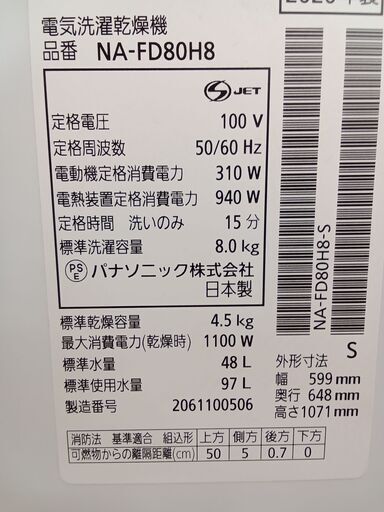 2020年製
電気洗濯乾燥機
品番 NA-FD80H8
S JET
定格電圧 100 V
定格周波数 50/60 Hz
電動機定格消費電力 310 W
電熱装置定格消費電力 940 W
定格時間 洗いのみ 15 分
標準洗濯容量 8.0 kg
PSE パナソニック株式会社
日本製
標準乾燥容量 4.5 kg
最大消費電力(乾燥時) 1100 W
標準水量 48 L
標準使用水量 97 L
製造番号 2061100506
NA-FD80H8-S
S
外形寸法
幅 599 mm
奥行 648 mm
高さ 1071 mm
消防法 基準適合 組込形 上方 側方 後方 下方
可燃物からの離隔距離(cm) 50 5 0.7 0